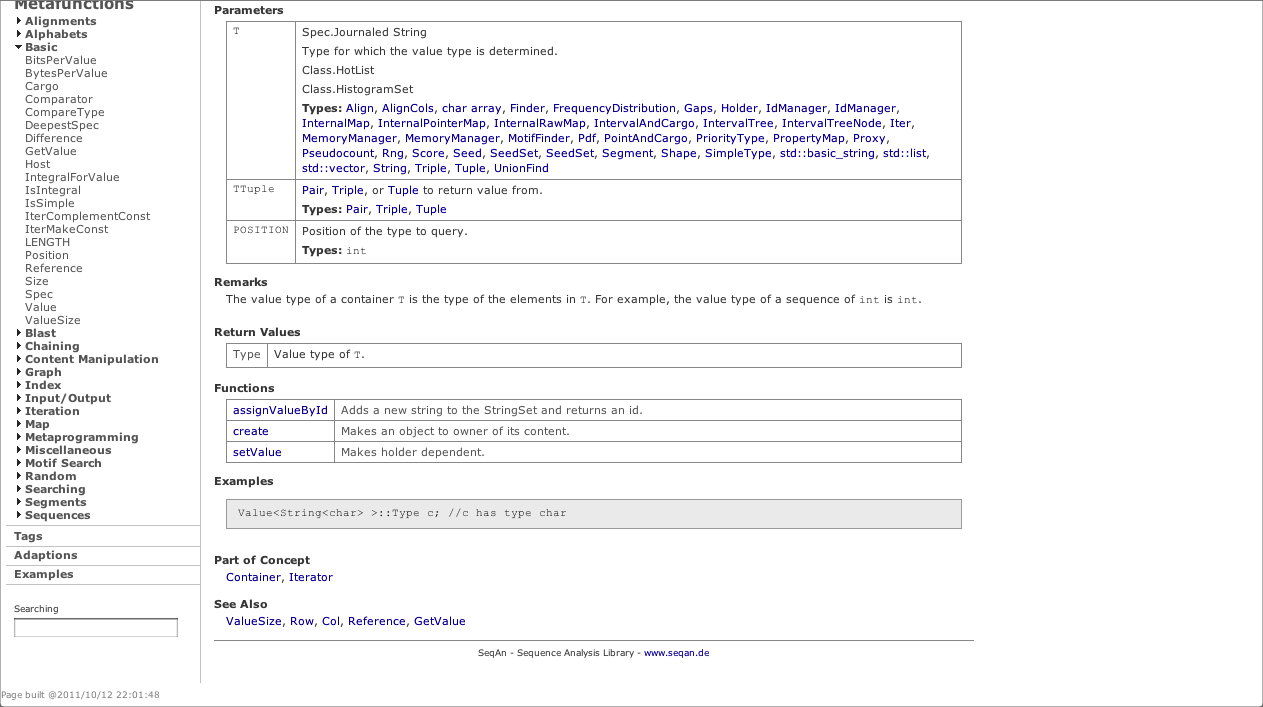 Metafunctions
Alignments
Alphabets
Basic
BitsPerValue
BytesPerValue
Cargo
Comparator
CompareType
DeepestSpec
Difference
GetValue
Host
IntegralForValue
IsIntegral
IsSimple
IterComplementConst
IterMakeConst
LENGTH
Position
Reference
Size
Spec
Value
ValueSize
Blast
Chaining
Content Manipulation
Graph
Index
Input/Output
Iteration
Map
Metaprogramming
Miscellaneous
Motif Search
Random
Searching
Segments
Sequences
Tags
Adaptions
Examples
Searching
Parameters
T
Spec.Journaled String
Type for which the value type is determined.
Class.HotList
Class.HistogramSet
Types: Align, AlignCols, char array, Finder, FrequencyDistribution, Gaps, Holder, IdManager, IdManager,
InternalMap, InternalPointerMap, InternalRawMap, IntervalAndCargo, IntervalTree, IntervalTreeNode, Iter,
MemoryManager, MemoryManager, MotifFinder, Pdf, PointAndCargo, PriorityType, PropertyMap, Proxy,
Pseudocount, Rng, Score, Seed, SeedSet, SeedSet, Segment, Shape, SimpleType, std::basic_string, std::list,
std::vector, String, Triple, Tuple, UnionFind
TTuple
Pair, Triple, or Tuple to return value from.
Types: Pair, Triple, Tuple
POSITION
Position of the type to query.
Types: int
Remarks
The value type of a container T is the type of the elements in T. For example, the value type of a sequence of int is int.
Return Values
Type Value type of T.
Functions
assignValueById Adds a new string to the StringSet and returns an id.
create Makes an object to owner of its content.
setValue Makes holder dependent.
Examples
Value<String<char> >::Type c; //c has type char
Part of Concept
Container, Iterator
See Also
ValueSize, Row, Col, Reference, GetValue
SeqAn - Sequence Analysis Library - www.seqan.de
Page built @2011/10/12 22:01:48